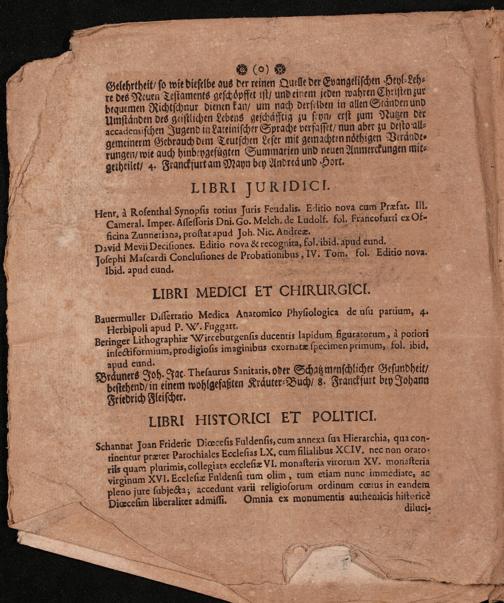 (o)
Gelehrtheit/ so wie dieselbe aus der reinen Quelle der Evangelischen Heyl-Leh-
re des Neuen Testaments geschöpffet ist/ und einem jeden wahren Christen zur
bequemen Richtschnur dienen kan/ um nach derselben in allen Ständen und
Umständen des geistlichen Lebens geschäfftig zu seyn, erst zum Nutzen der
accademischen Jugend in Lateinischer Sprache verfasset/ nun aber zu desto all-
gemeinerm Gebrauch dem Teutschen Leser mit gemachten nöthigen Verände-
rungen/ wie auch hinbeygefügten Summarien und neuen Anmerckungen mit-
getheilet/ 4. Franckfurt am Mayn bey Andreä und Hort.
LIBRI JURIDICI.
Henr. à Rosenthal Synopsis totius Juris Feudalis. Editio nova cum Præfat. Ill.
Cameral. Imper. Assessoris Dni. Go. Melch. de Ludolf. fol. Francofurti ex Of-
ficina Zunneriana, prostat apud Joh. Nic. Andreæ.
David Mevii Decisiones. Editio nova & recognita, fol. ibid. apud eund.
Josephi Mascardi Conclusiones de Probationibus, IV. Tom. fol. Editio nova.
Ibid. apud eund.
LIBRI MEDICI ET CHIRURGICI.
Bauermuller Dissertatio Medica Anatomico Physiologica de usu partium, 4.
Herbipoli apud P. W. Fuggart.
Beringer Lithographiæ Wirceburgensis ducentis lapidum figuratorum, à potiori
insectiformium, prodigiosis imaginibus exornatæ specimen primum, fol. ibid,
apud eund.
Bräuners Joh. Jac. Thesaurus Sanitatis, oder Schatz menschlicher Gesundheit/
bestehend/ in einem wohlgefaßten Kräuter-Buch/ 8. Franckfurt bey Johann
Friedrich Fleischer.
LIBRI HISTORICI ET POLITICI.
Schannat Joan Frideric Diœcesis Fuldensis, cum annexa sua Hierarchia, qua con-
tinentur præter Parochiales Ecclesias LX, cum filialibus XCIV. nec non orato-
riis quam plurimis, collegiata ecclesiæ VI. monasteria virorum XV. monasteria
virginum XVI. Ecclesiæ Fuldensi tum olim, tum etiam nunc immediate, ac
pleno jure subjecta; accedunt varii religiosorum ordinum cœtus in eandem
Diœcesim liberaliter admissi. Omnia ex monumentis authenticis historicè
diluci-